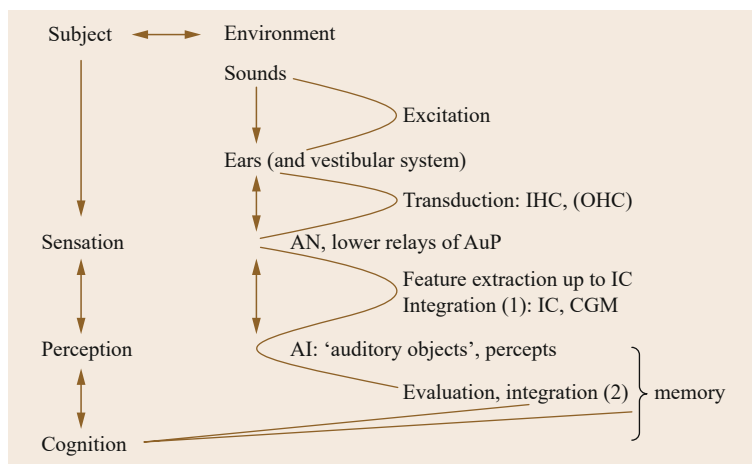 Subject Environment
Sounds
Excitation
Ears (and vestibular system)
Transduction: IHC, (OHC)
Sensation AN, lower relays of AuP
Feature extraction up to IC
Integration (1): IC, CGM
Perception AI: ‘auditory objects’, percepts
Evaluation, integration (2) memory
Cognition